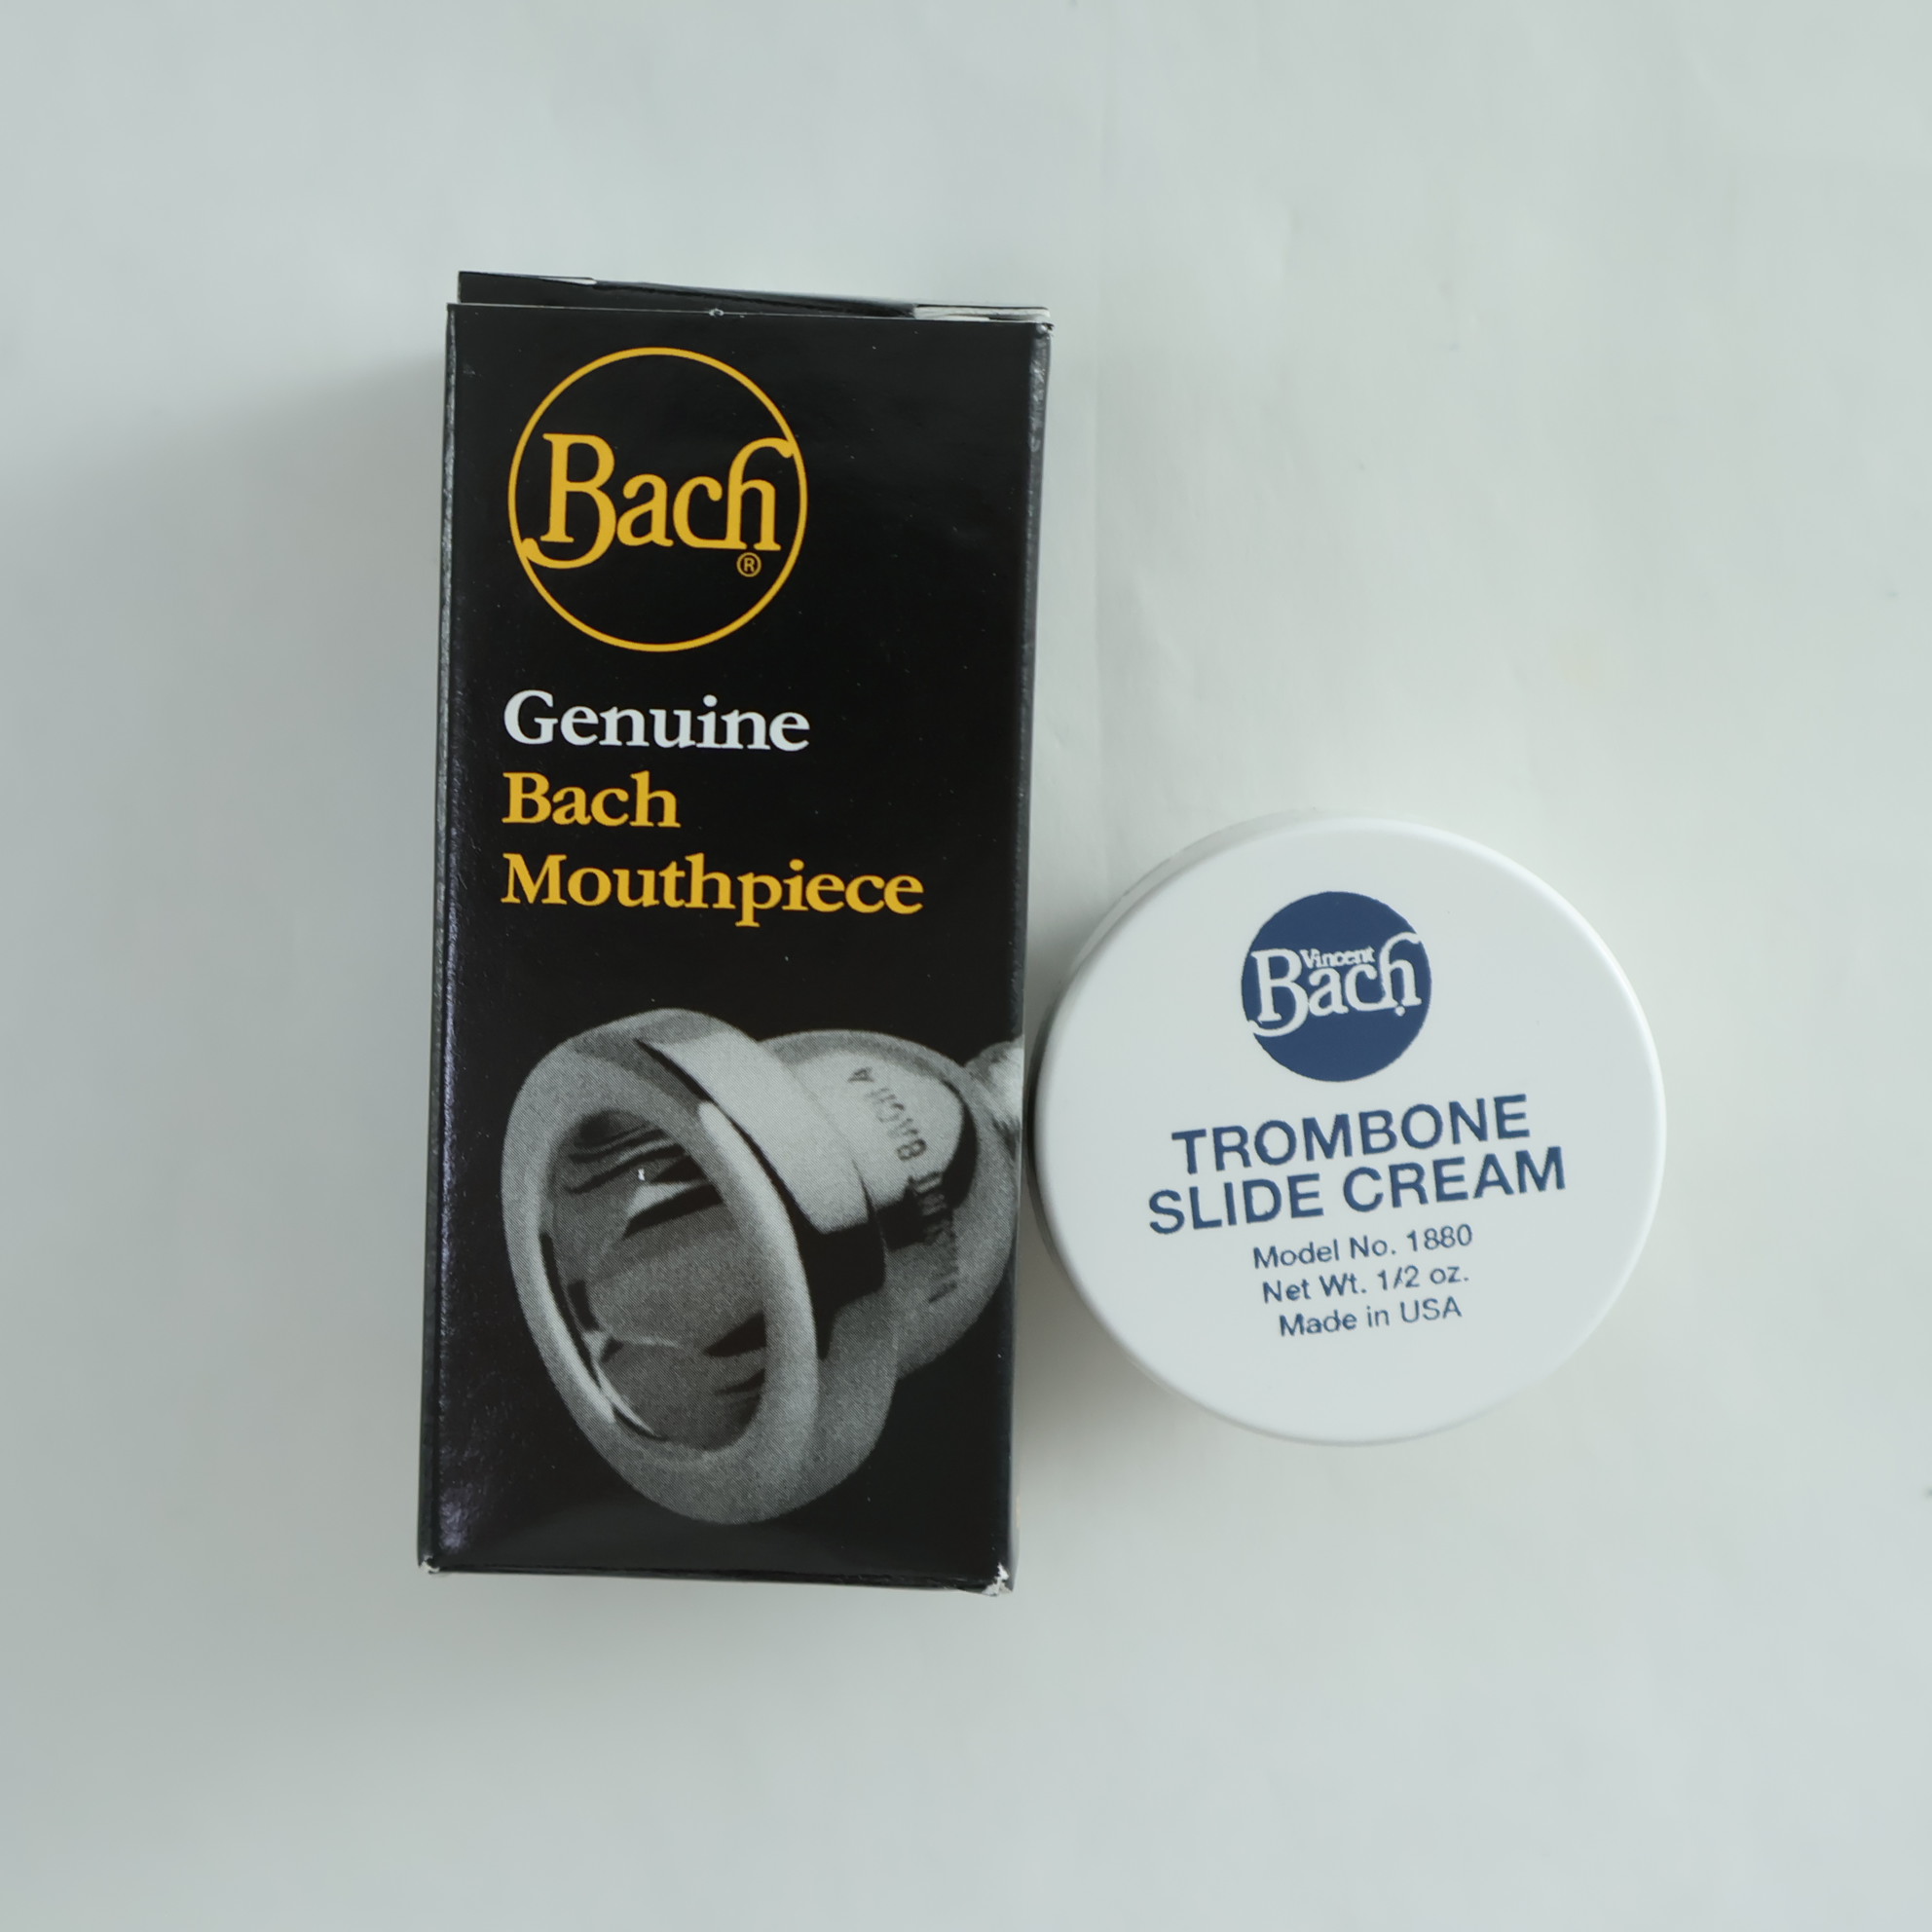 Bach
®
Genuine
Bach
Mouthpiece
Vincent
Bach
TROMBONE
SLIDE CREAM
Model No. 1880
Net Wt. 1/2 oz.
Made in USA